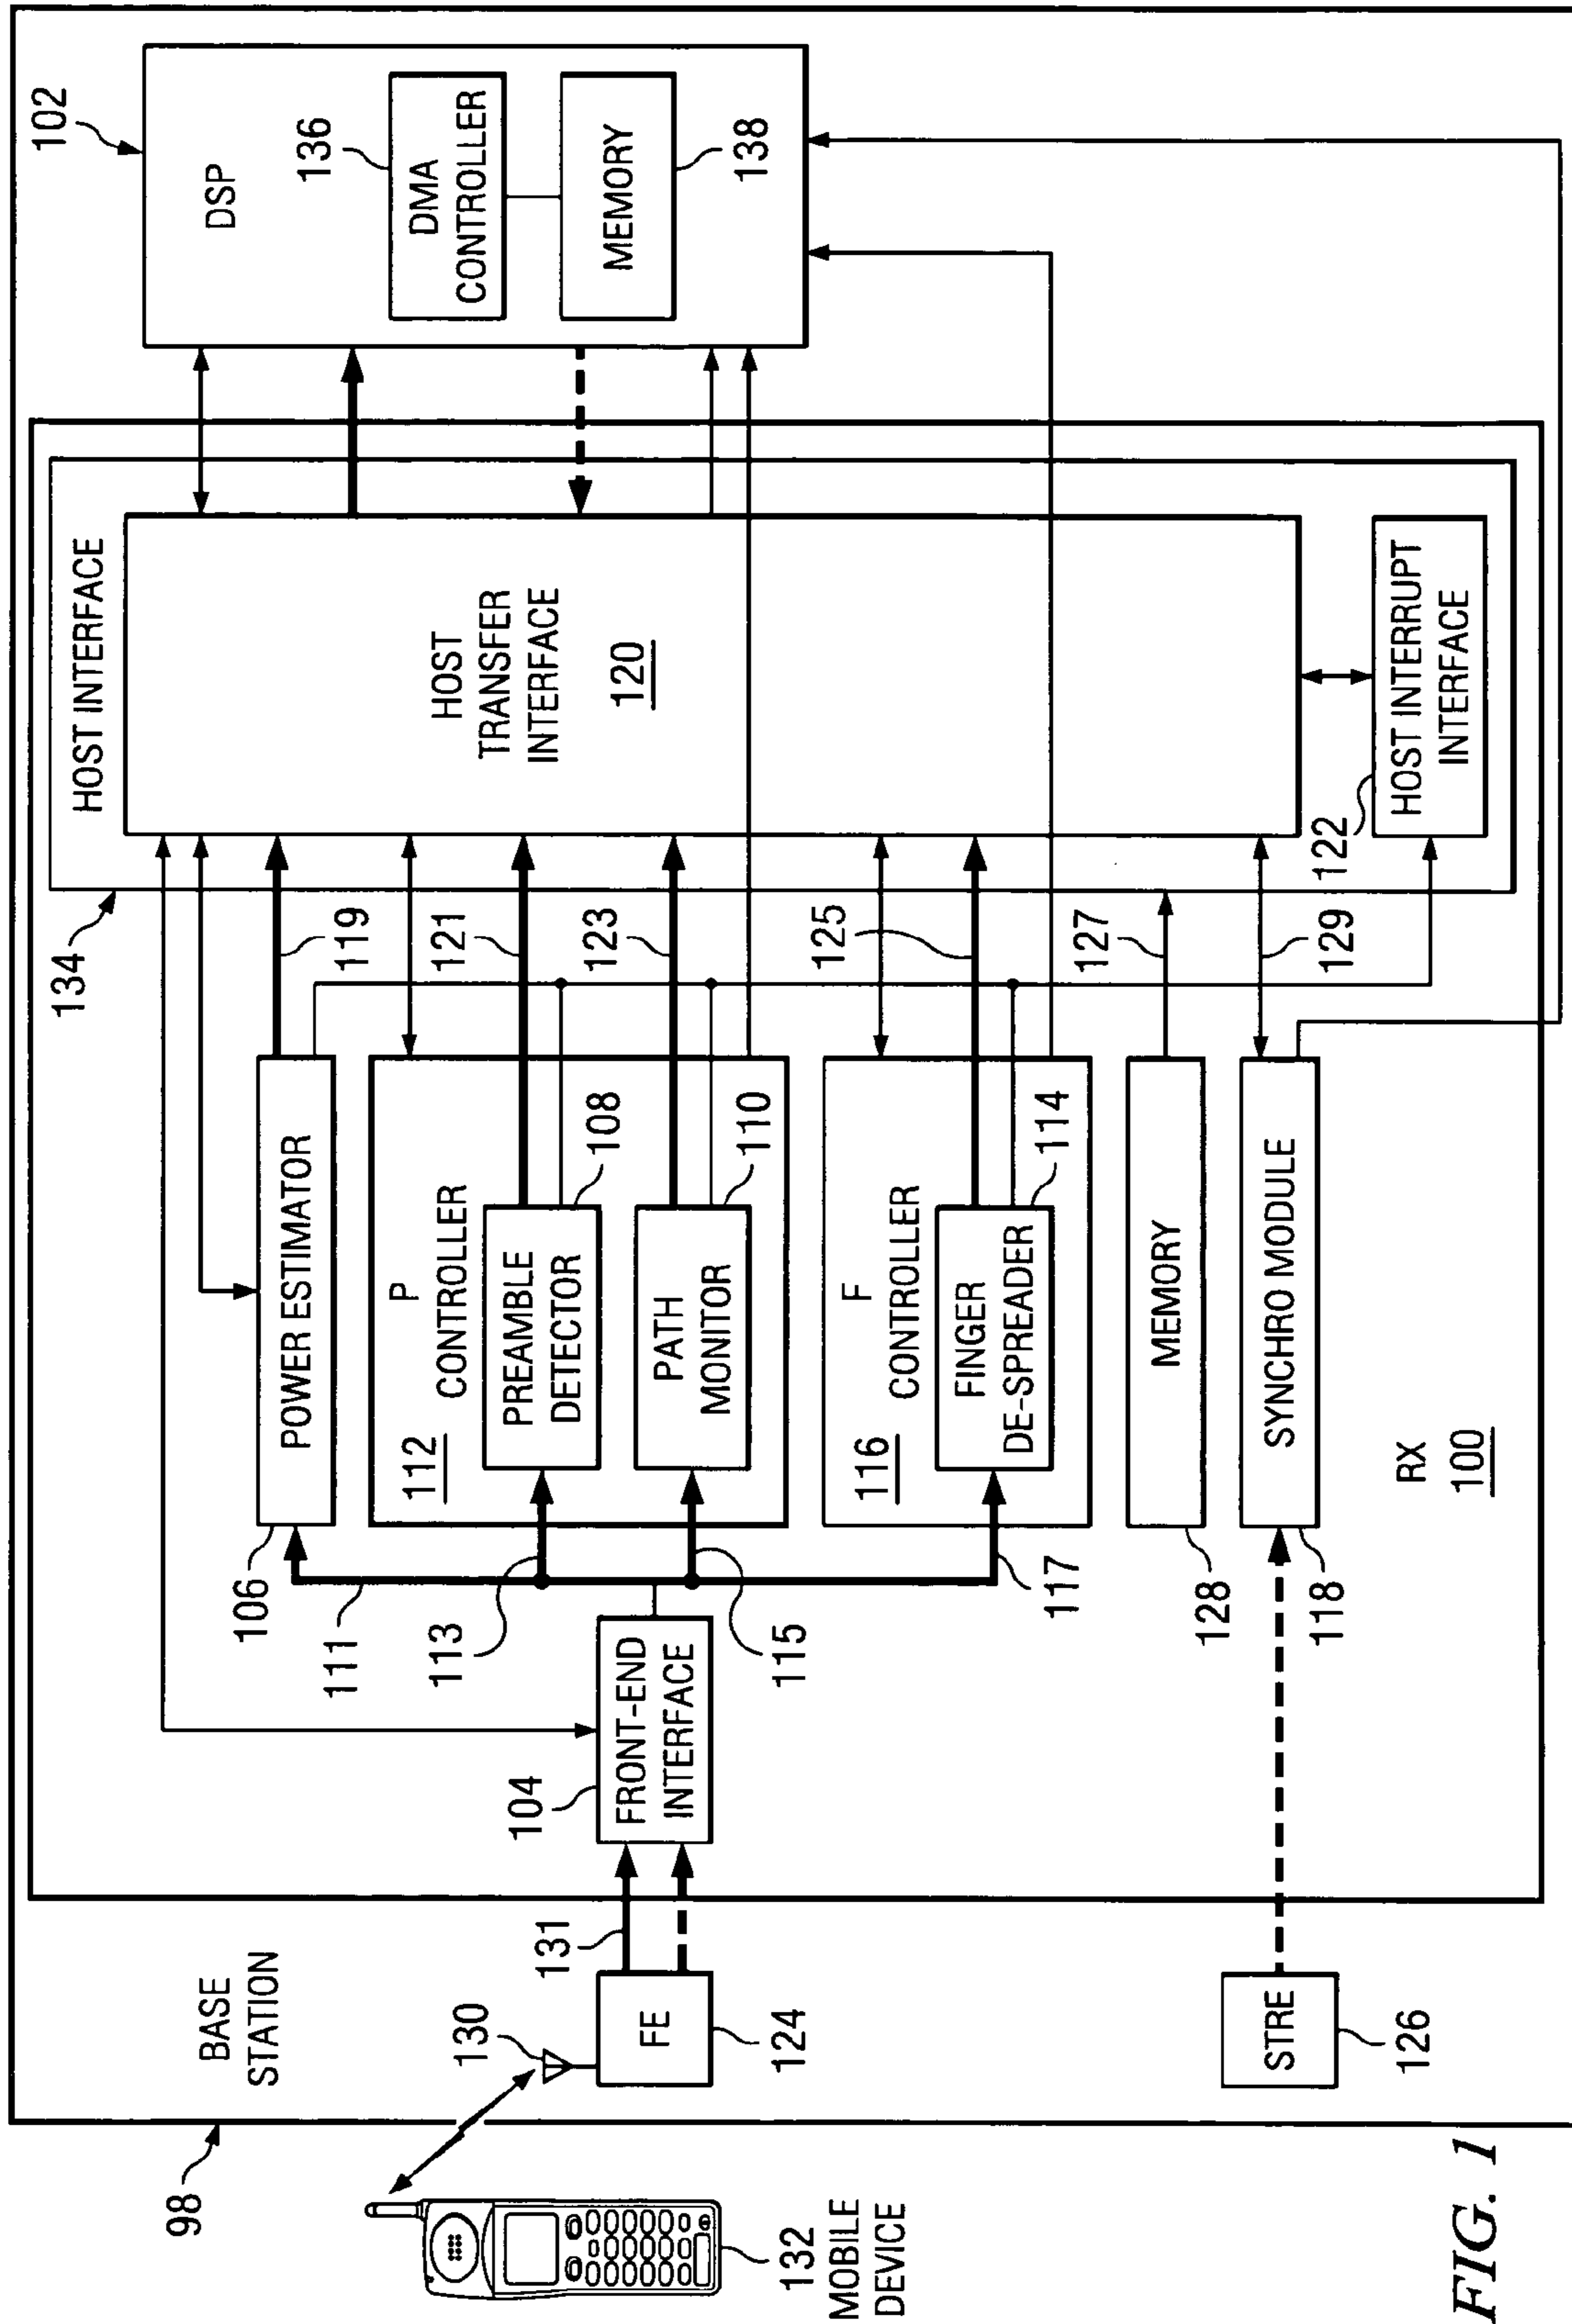 98
BASE
STATION
132
MOBILE
DEVICE
130
FE
124
STRE
126
131
104
FRONT-END
INTERFACE
111
113
115
117
106
POWER ESTIMATOR
P
CONTROLLER
112
PREAMBLE
DETECTOR
108
PATH
MONITOR
110
F
CONTROLLER
116
FINGER
DE-SPREADER
114
MEMORY
128
SYNCHRO MODULE
118
RX
100
134
119
121
123
125
127
129
HOST INTERFACE
HOST
TRANSFER
INTERFACE
120
122
HOST INTERRUPT
INTERFACE
102
DSP
136
DMA
CONTROLLER
MEMORY
138
FIG. 1